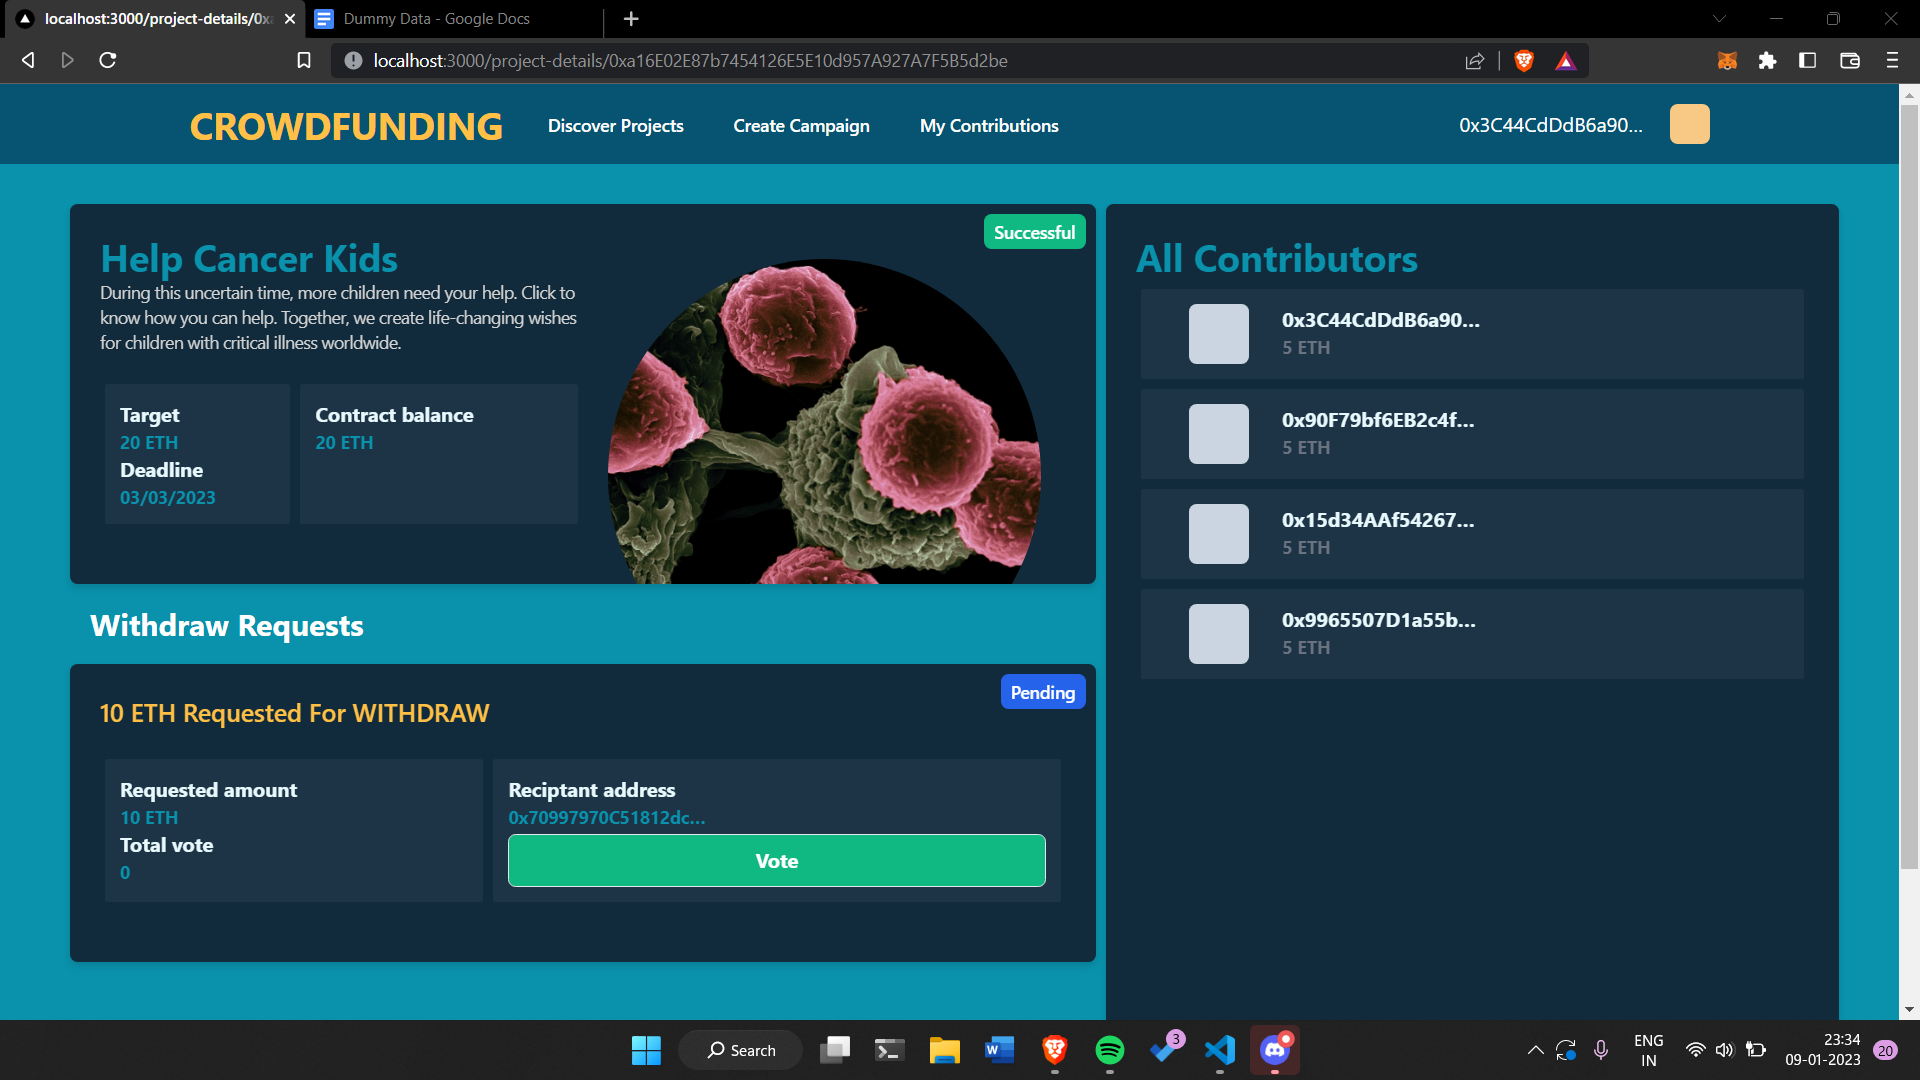 localhost:3000/project-details/0xa
Dummy Data - Google Docs
localhost:3000/project-details/0xa16E02E87b7454126E5E10d957A927A7F5B5d2be
CROWDFUNDING
Discover Projects
Create Campaign
My Contributions
0x3C44CdDdB6a90...
Successful
Help Cancer Kids
During this uncertain time, more children need your help. Click to
know how you can help. Together, we create life-changing wishes
for children with critical illness worldwide.
Target
20 ETH
Deadline
03/03/2023
Contract balance
20 ETH
Withdraw Requests
Pending
10 ETH Requested For WITHDRAW
Requested amount
10 ETH
Total vote
0
Reciptant address
0x70997970C51812dc...
Vote
All Contributors
0x3C44CdDdB6a90...
5 ETH
0x90F79bf6EB2c4f...
5 ETH
0x15d34AAf54267...
5 ETH
0x9965507D1a55b...
5 ETH
Search
W
3
ENG
IN
23:34
09-01-2023
20